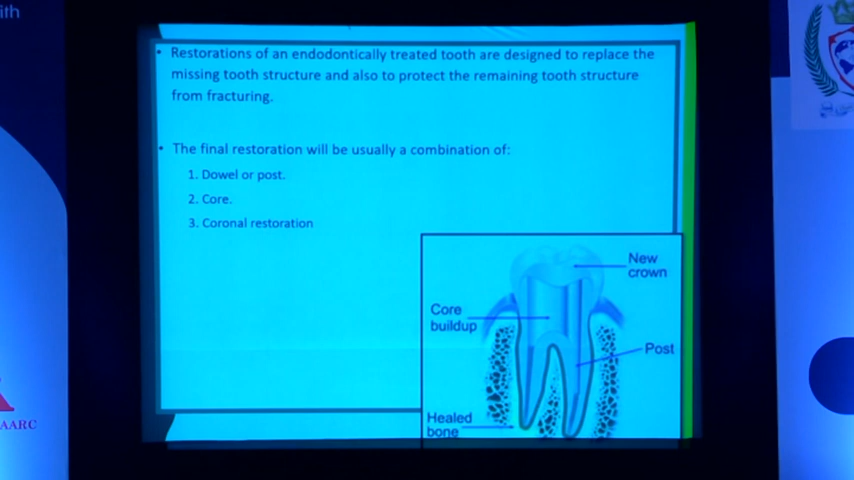 ith
• Restorations of an endodontically treated tooth are designed to replace the
missing tooth structure and also to protect the remaining tooth structure
from fracturing.
• The final restoration will be usually a combination of:
1. Dowel or post.
2. Core.
3. Coronal restoration
New
crown
Core
buildup
Post
Healed
bone
AARC